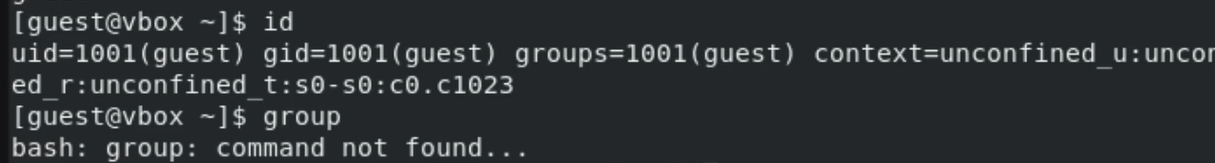 [guest@vbox ~]$ id
uid=1001(guest) gid=1001(guest) groups=1001(guest) context=unconfined_u:uncon
ed_r:unconfined_t:s0-s0:c0.c1023
[guest@vbox ~]$ group
bash: group: command not found...